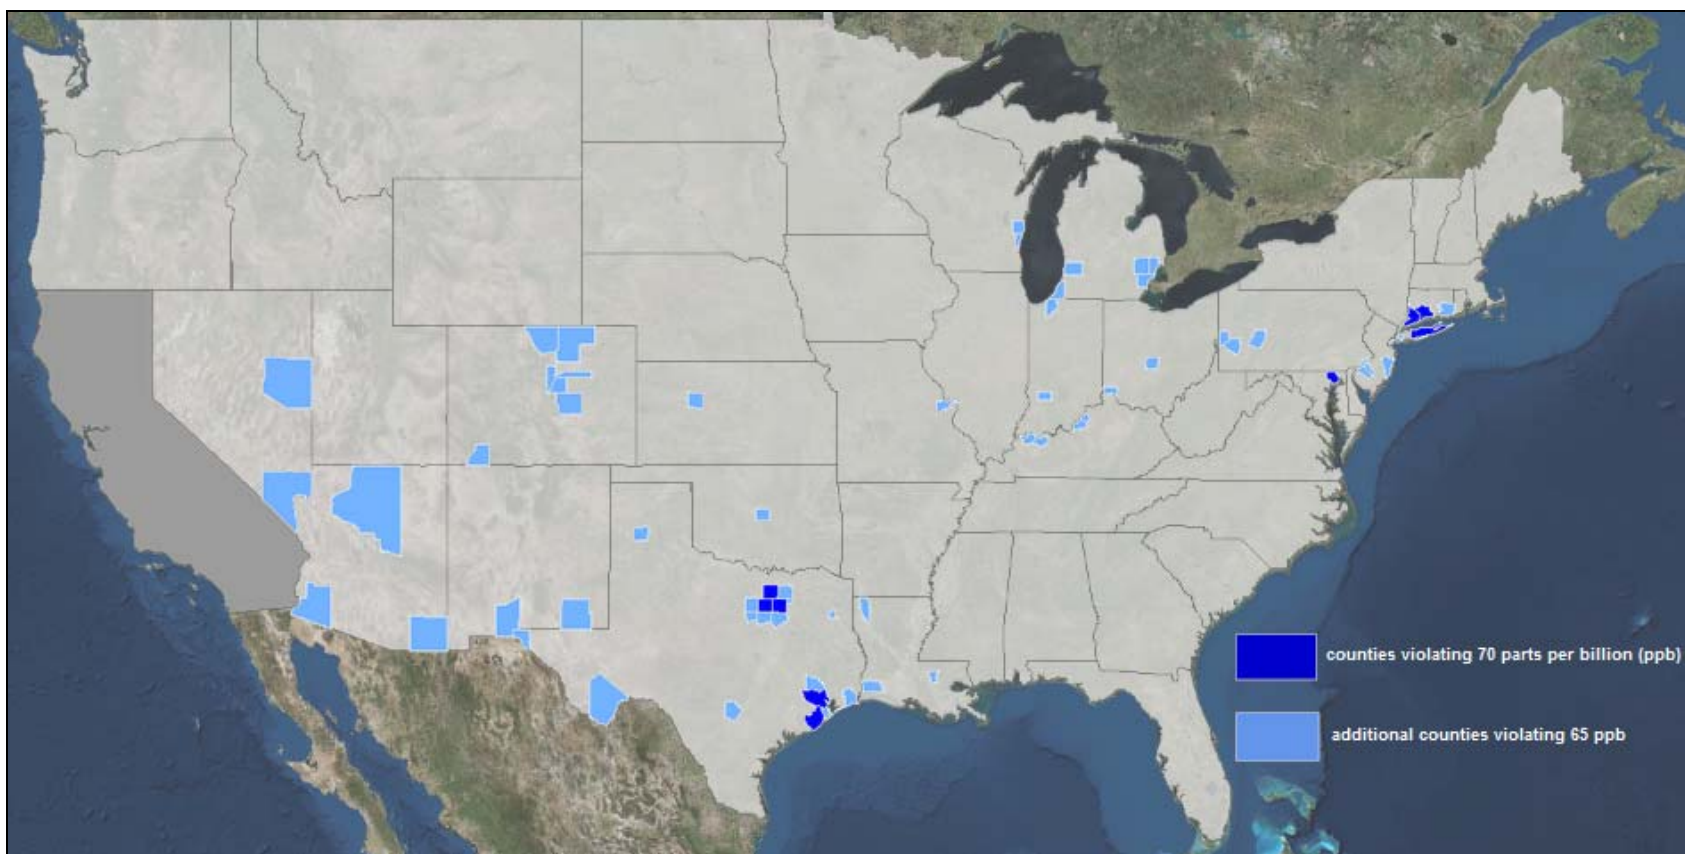 counties violating 70 parts per billion (ppb)
additional counties violating 65 ppb